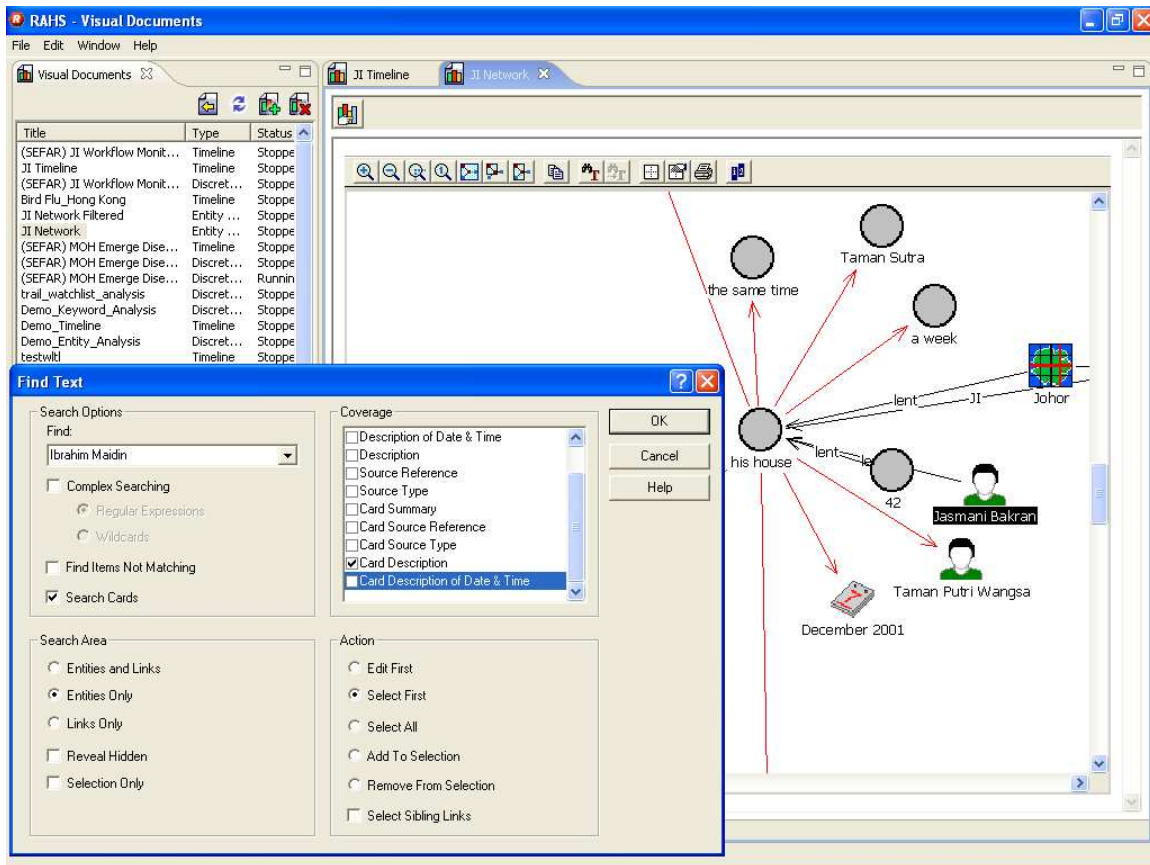 RAHS - Visual Documents
File Edit Window Help
Visual Documents
JI Timeline
JI Network
Title Type Status
(SEFAR) JI Workflow Monit... Timeline Stoppe
JI Timeline Timeline Stoppe
(SEFAR) JI Workflow Monit... Discret... Stoppe
Bird Flu_Hong Kong Timeline Stoppe
JI Network Filtered Entity ... Stoppe
JI Network Entity ... Stoppe
(SEFAR) MOH Emerge Dise... Timeline Stoppe
(SEFAR) MOH Emerge Dise... Discret... Stoppe
(SEFAR) MOH Emerge Dise... Discret... Runnin
trail_watchlist_analysis Discret... Stoppe
Demo_Keyword_Analysis Discret... Stoppe
Demo_Timeline Timeline Stoppe
Demo_Entity_Analysis Discret... Stoppe
testwltl Timeline Stoppe
Taman Sutra
the same time
a week
Johor
lent
JI
his house
lent
42
Jasmani Bakran
Taman Putri Wangsa
7
December 2001
Find Text
Search Options
Find:
Ibrahim Maidin
Complex Searching
Regular Expressions
Wildcards
Find Items Not Matching
Search Cards
Coverage
Description of Date & Time
Description
Source Reference
Source Type
Card Summary
Card Source Reference
Card Source Type
Card Description
Card Description of Date & Time
OK
Cancel
Help
Search Area
Entities and Links
Entities Only
Links Only
Reveal Hidden
Selection Only
Action
Edit First
Select First
Select All
Add To Selection
Remove From Selection
Select Sibling Links